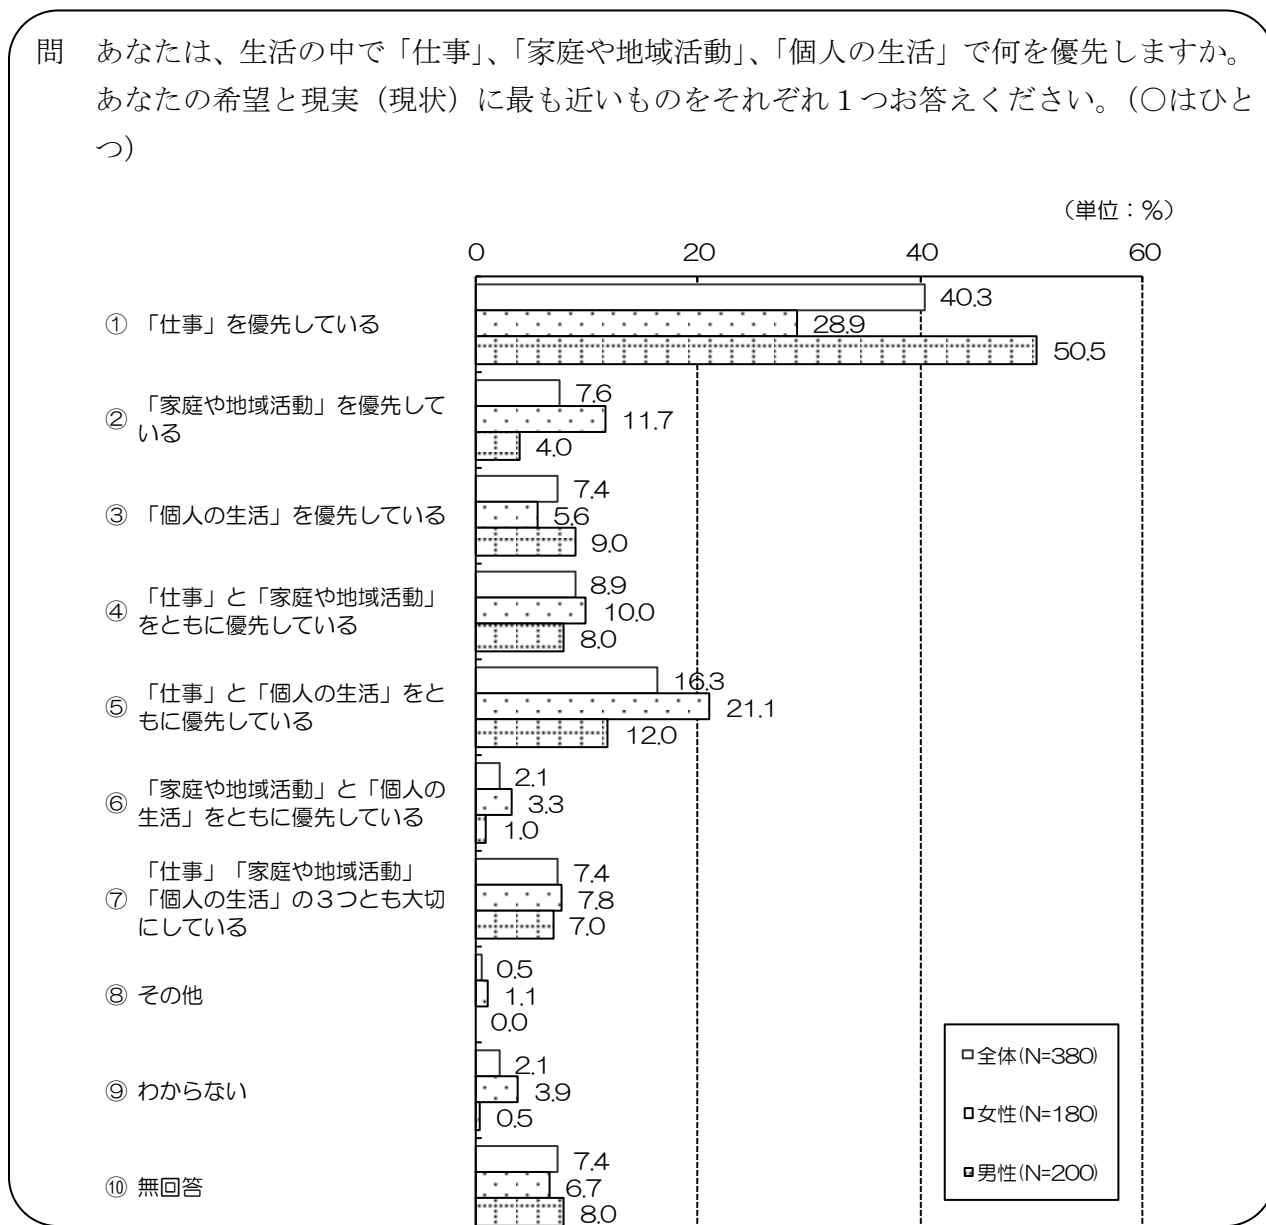 問 あなたは、生活の中で「仕事」、「家庭や地域活動」、「個人の生活」で何を優先しますか。
あなたの希望と現実（現状）に最も近いものをそれぞれ１つお答えください。（○はひと
つ）
（単位：％）
0 20 40 60
① 「仕事」を優先している
40.3
28.9
50.5
② 「家庭や地域活動」を優先して
いる
7.6
11.7
4.0
③ 「個人の生活」を優先している
7.4
5.6
9.0
④ 「仕事」と「家庭や地域活動」
をともに優先している
8.9
10.0
8.0
⑤ 「仕事」と「個人の生活」をと
もに優先している
16.3
21.1
12.0
⑥ 「家庭や地域活動」と「個人の
生活」をともに優先している
2.1
3.3
1.0
⑦ 「仕事」「家庭や地域活動」
「個人の生活」の３つとも大切
にしている
7.4
7.8
7.0
⑧ その他
0.5
1.1
0.0
⑨ わからない
2.1
3.9
0.5
⑩ 無回答
7.4
6.7
8.0
全体(N=380)
女性(N=180)
男性(N=200)